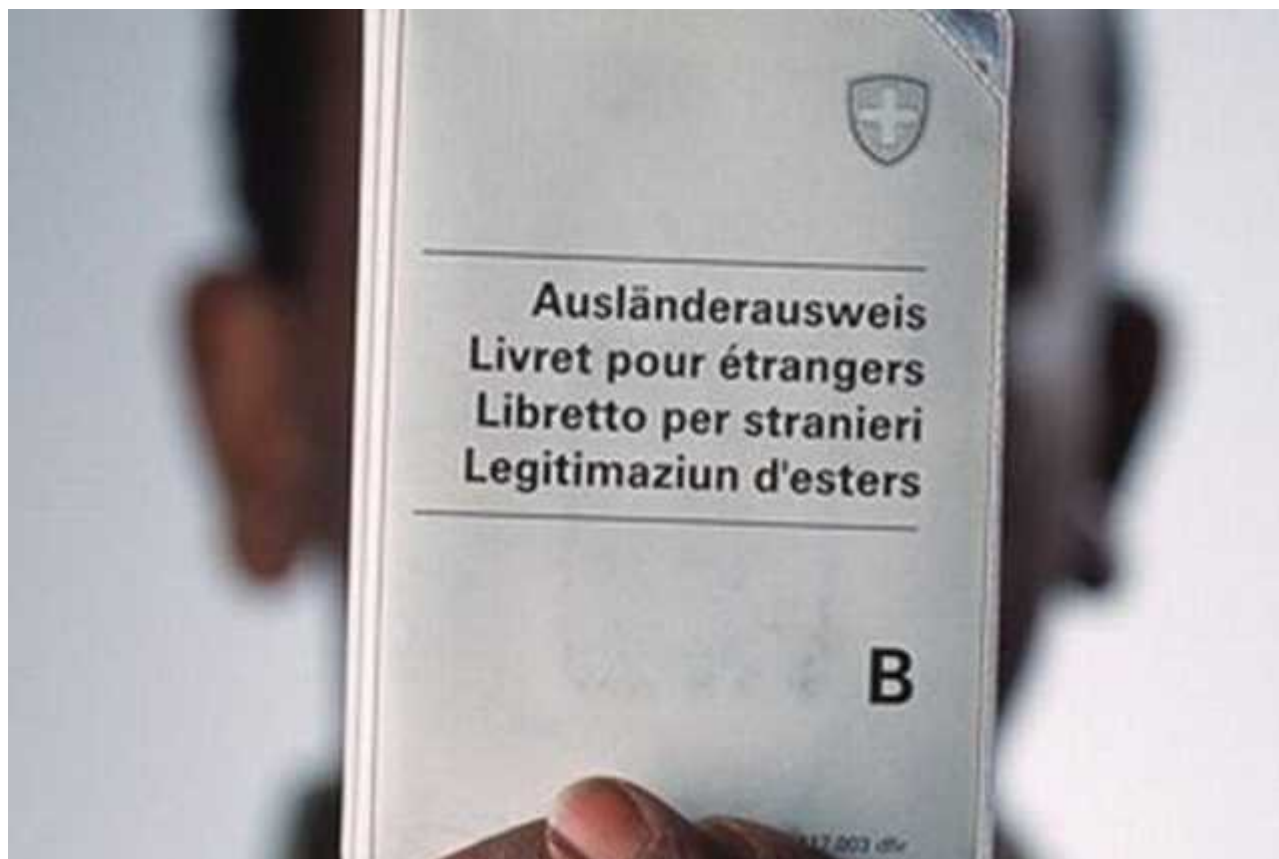 Ausländerausweis
Livret pour étrangers
Libretto per stranieri
Legitimaziun d'esters
B